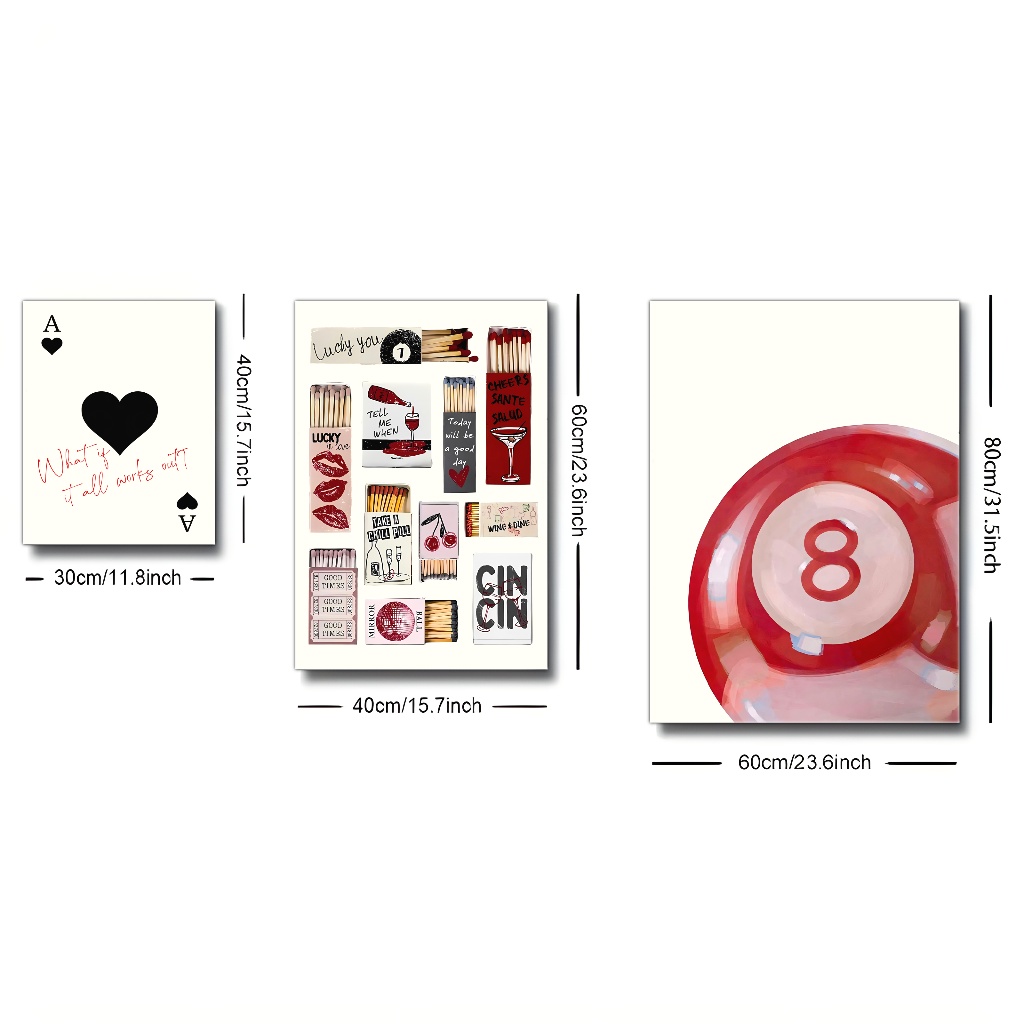 A
What if
it all works out?
A
40cm/15.7inch
30cm/11.8inch
Lucky you
CHEERS
SANTE
SALUD
TELL
ME
WHEN
Today
will be
a good
day
LUCKY
in love
TAKE A
CHILL PILL
WINE & DINE
GOOD
TIMES
GOOD
TIMES
GOOD
TIMES
MIRROR
BALL
CIN
CIN
60cm/23.6inch
40cm/15.7inch
8
80cm/31.5inch
60cm/23.6inch